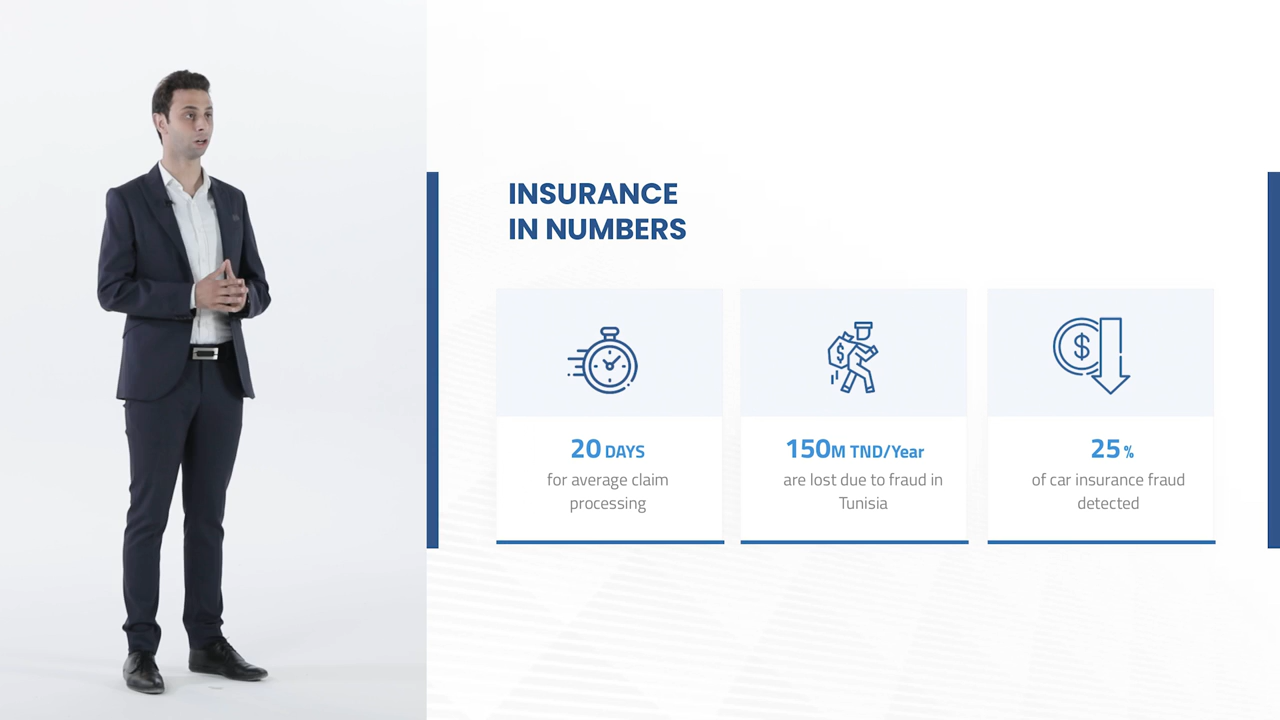 INSURANCE
IN NUMBERS
20 DAYS
for average claim
processing
150M TND/Year
are lost due to fraud in
Tunisia
25 %
of car insurance fraud
detected